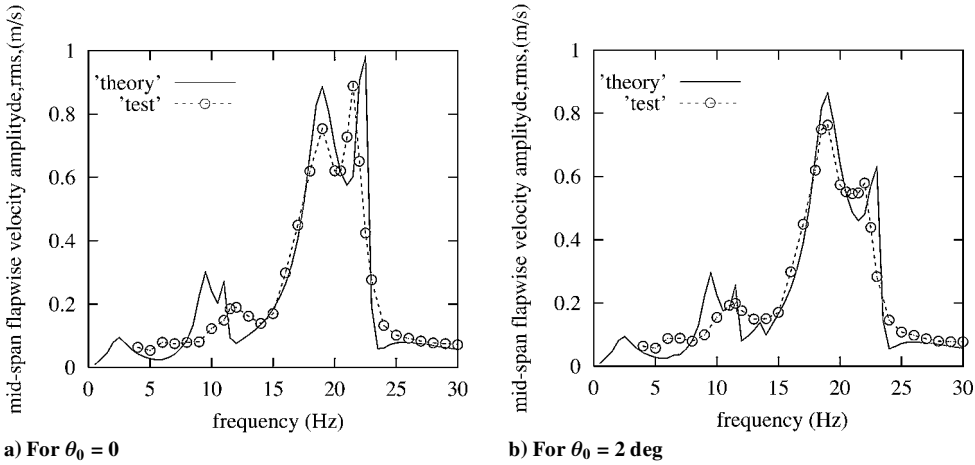 mid-span flapwise velocity amplityde,rms,(m/s)
1
0.8
0.6
0.4
0.2
0
'theory'
'test'
0 5 10 15 20 25 30
frequency (Hz)
a) For θ₀ = 0
mid-span flapwise velocity amplityde,rms,(m/s)
1
0.8
0.6
0.4
0.2
0
'theory'
'test'
0 5 10 15 20 25 30
frequency (Hz)
b) For θ₀ = 2 deg